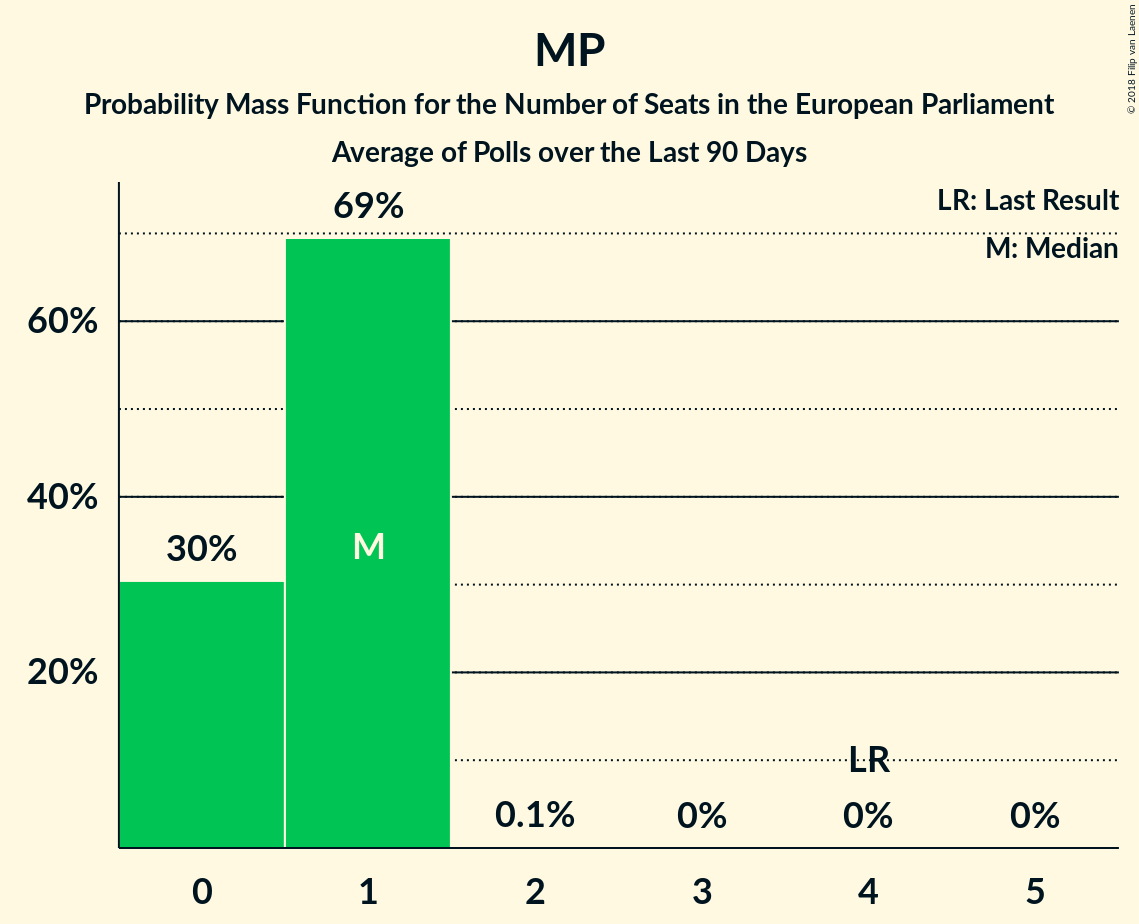 MP
Probability Mass Function for the Number of Seats in the European Parliament
Average of Polls over the Last 90 Days
© 2018 Filip van Laenen
LR: Last Result
M: Median
69%
60%
40%
30%
M
20%
LR
0.1%
0%
0%
0%
0
1
2
3
4
5